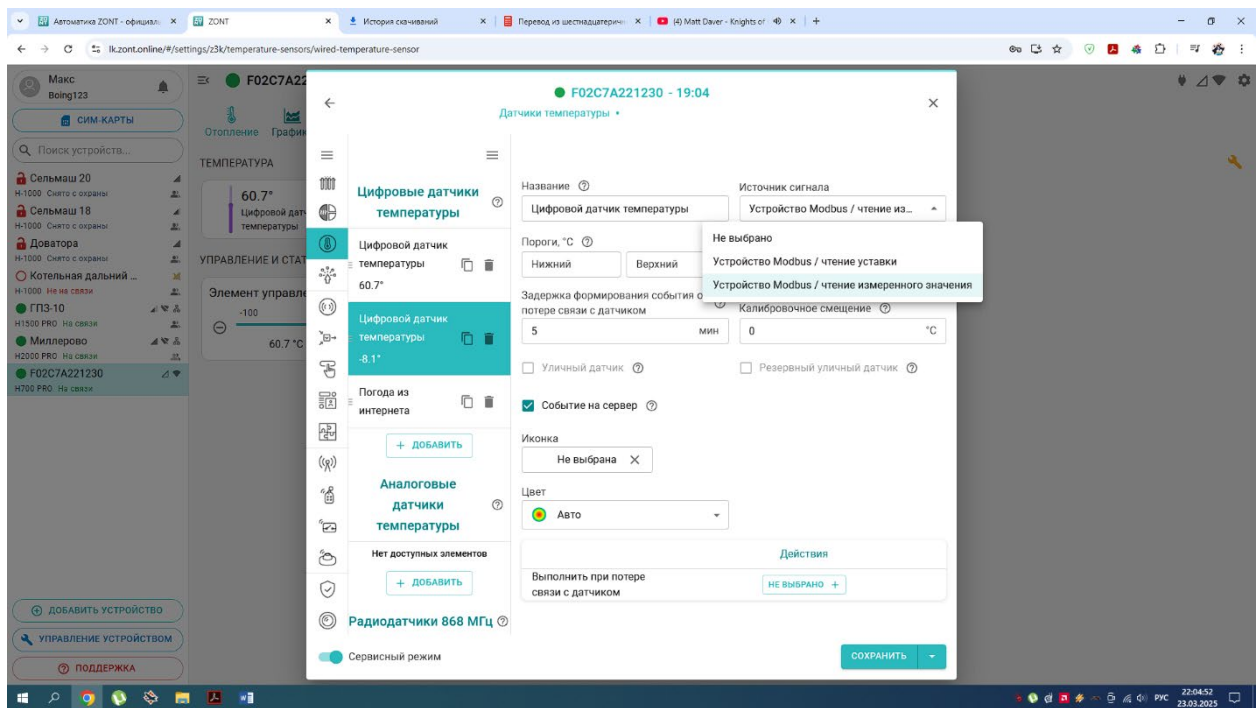 Автоматика ZONT - официал
ZONT
История скачиваний
Перевод из шестнадцатерич
(4) Matt Daver - Knights of
lk.zont.online/#/settings/z3k/temperature-sensors/wired-temperature-sensor
Макс
Boing123
СИМ-КАРТЫ
Поиск устройств...
Сельмаш 20
H-1000 Снято с охраны
Сельмаш 18
H-1000 Снято с охраны
Доватора
H-1000 Снято с охраны
Котельная дальний ...
H-1000 Не на связи
ГПЗ-10
H1500 PRO На связи
Миллерово
H2000 PRO На связи
F02C7A221230
H700 PRO На связи
ДОБАВИТЬ УСТРОЙСТВО
УПРАВЛЕНИЕ УСТРОЙСТВОМ
ПОДДЕРЖКА
F02C7A22
Отопление График
ТЕМПЕРАТУРА
60.7°
Цифровой дат
температуры
УПРАВЛЕНИЕ И СТАТ
Элемент управле
-100
60.7 °C
F02C7A221230 - 19:04
Датчики температуры
Цифровые датчики
температуры
Цифровой датчик
температуры
60.7°
Цифровой датчик
температуры
-8.1°
Погода из
интернета
+ ДОБАВИТЬ
Аналоговые
датчики
температуры
Нет доступных элементов
+ ДОБАВИТЬ
Радиодатчики 868 МГц
Название
Цифровой датчик температуры
Источник сигнала
Устройство Modbus / чтение из...
Не выбрано
Устройство Modbus / чтение уставки
Устройство Modbus / чтение измеренного значения
Пороги, °C
Нижний
Верхний
Задержка формирования события о
потере связи с датчиком
5 мин
Калибровочное смещение
0 °C
Уличный датчик
Резервный уличный датчик
Событие на сервер
Иконка
Не выбрана
Цвет
Авто
Действия
Выполнить при потере
связи с датчиком
НЕ ВЫБРАНО +
Сервисный режим
СОХРАНИТЬ
РУС
22:04:52
23.03.2025